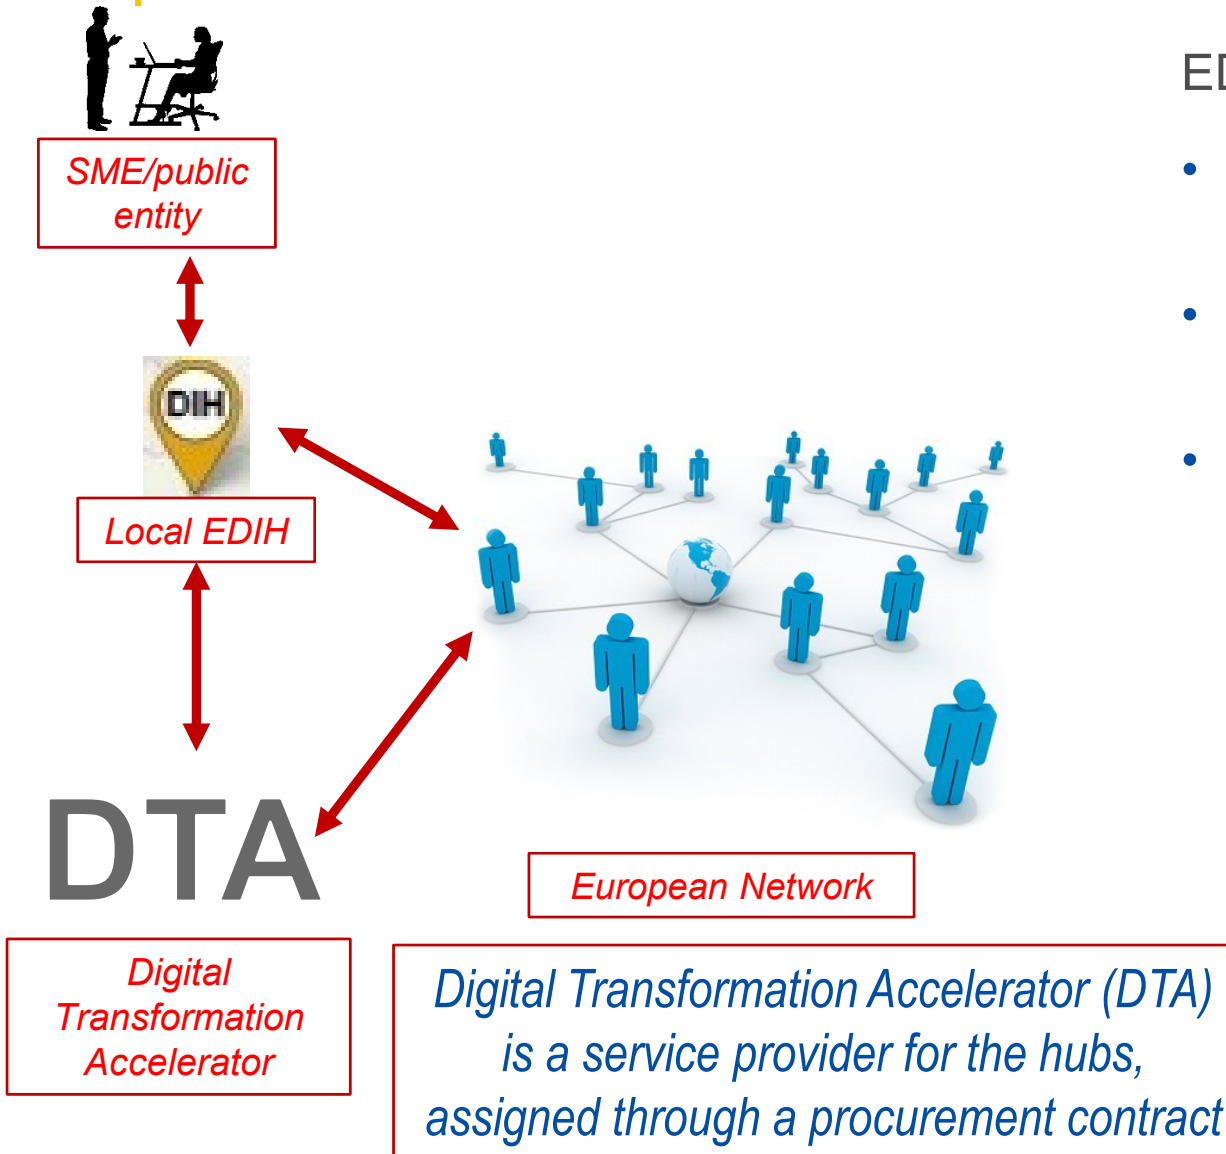 SME/public
entity
DIH
Local EDIH
DTA
European Network
Digital
Transformation
Accelerator
Digital Transformation Accelerator (DTA)
is a service provider for the hubs,
assigned through a procurement contract